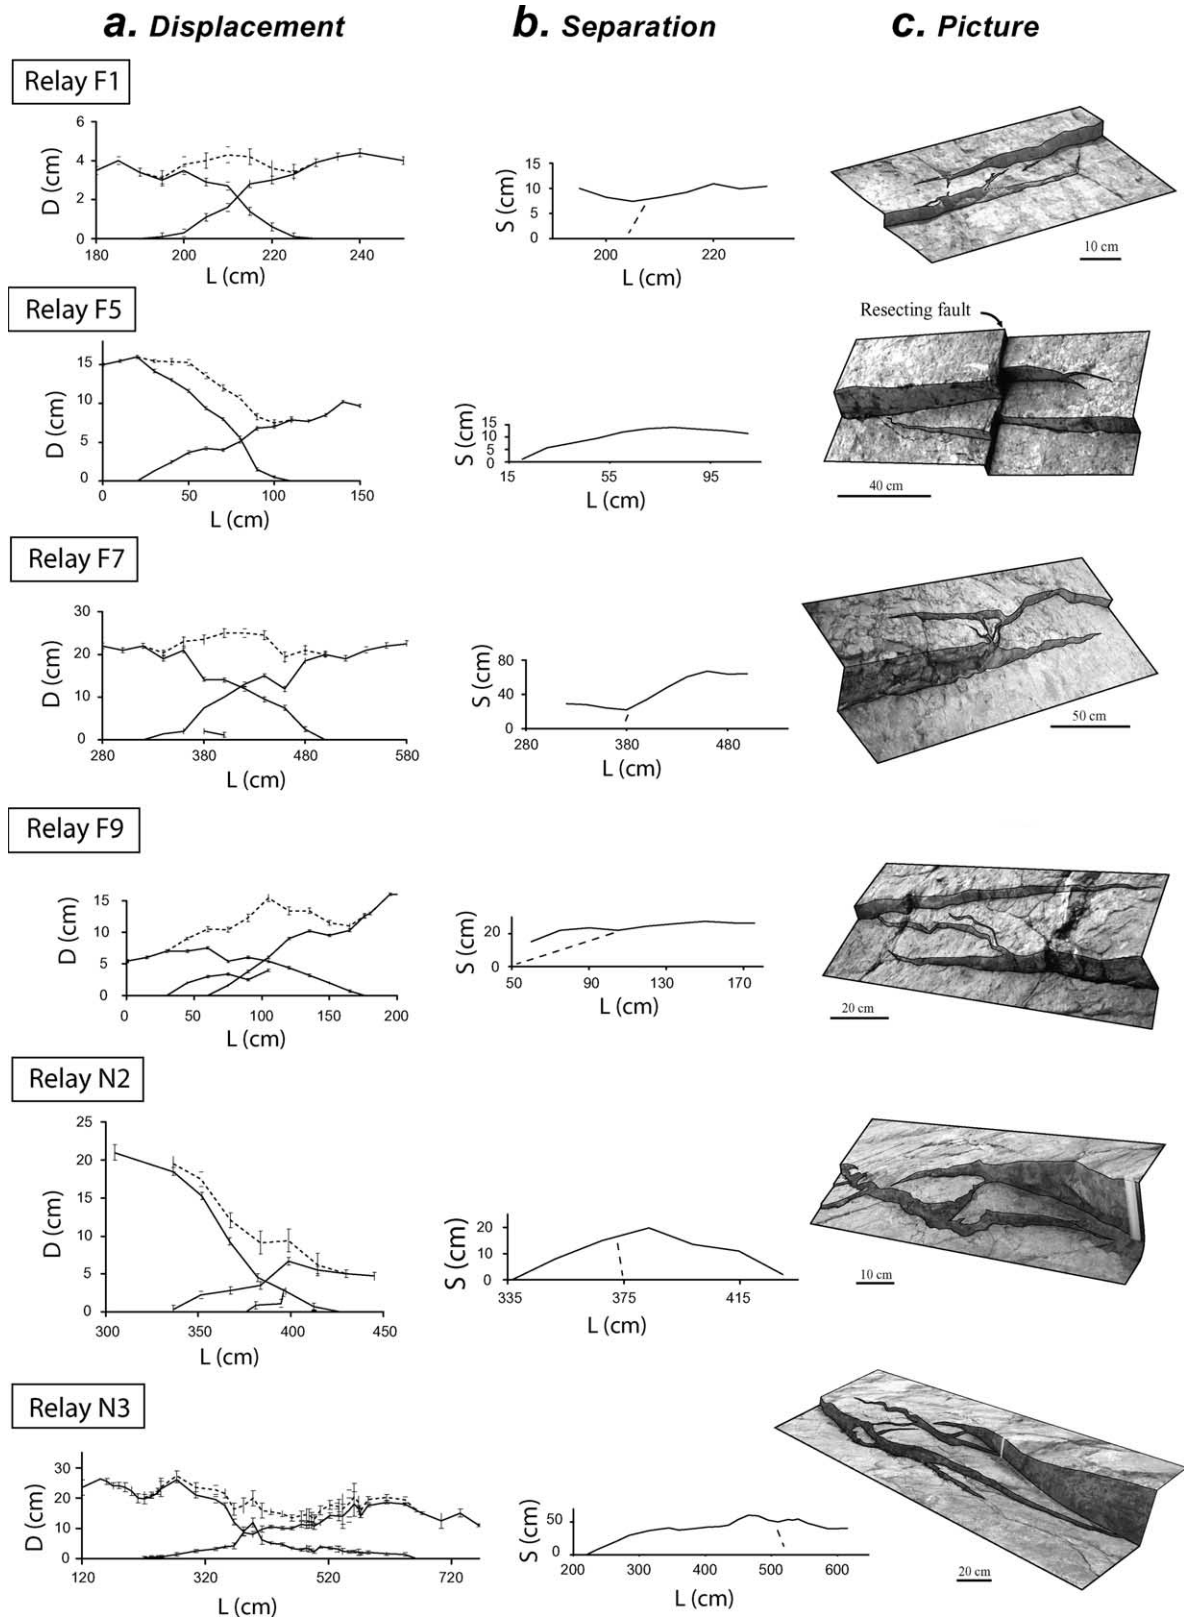 a. Displacement b. Separation c. Picture
Relay F1
D (cm)
6
4
2
0
180 200 220 240
L (cm)
S (cm)
15
10
5
0
200 220
L (cm)
10 cm
Relay F5
D (cm)
15
10
5
0
0 50 100 150
L (cm)
S (cm)
15
10
5
0
15 55 95
L (cm)
Resecting fault
40 cm
Relay F7
D (cm)
30
20
10
0
280 380 480 580
L (cm)
S (cm)
80
40
0
280 380 480
L (cm)
50 cm
Relay F9
D (cm)
15
10
5
0
0 50 100 150 200
L (cm)
S (cm)
20
0
50 90 130 170
L (cm)
20 cm
Relay N2
D (cm)
25
20
15
10
5
0
300 350 400 450
L (cm)
S (cm)
20
10
0
335 375 415
L (cm)
10 cm
Relay N3
D (cm)
30
20
10
0
120 320 520 720
L (cm)
S (cm)
50
0
200 300 400 500 600
L (cm)
20 cm